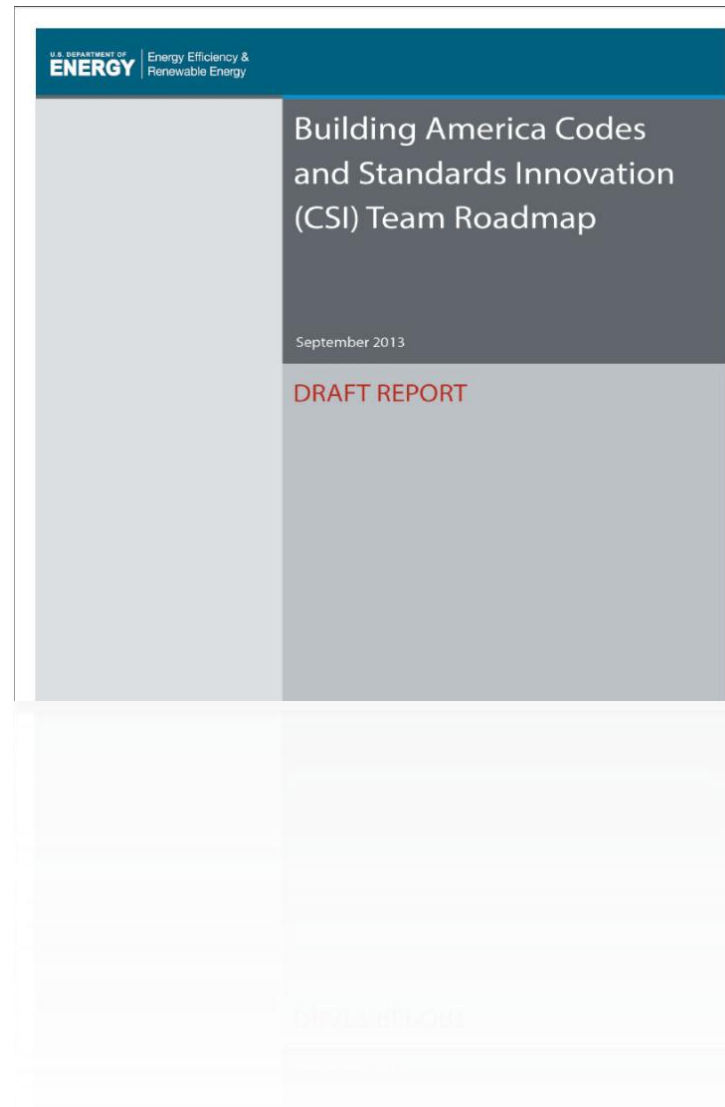 U.S. DEPARTMENT OF
ENERGY
Energy Efficiency &
Renewable Energy
Building America Codes
and Standards Innovation
(CSI) Team Roadmap
September 2013
DRAFT REPORT